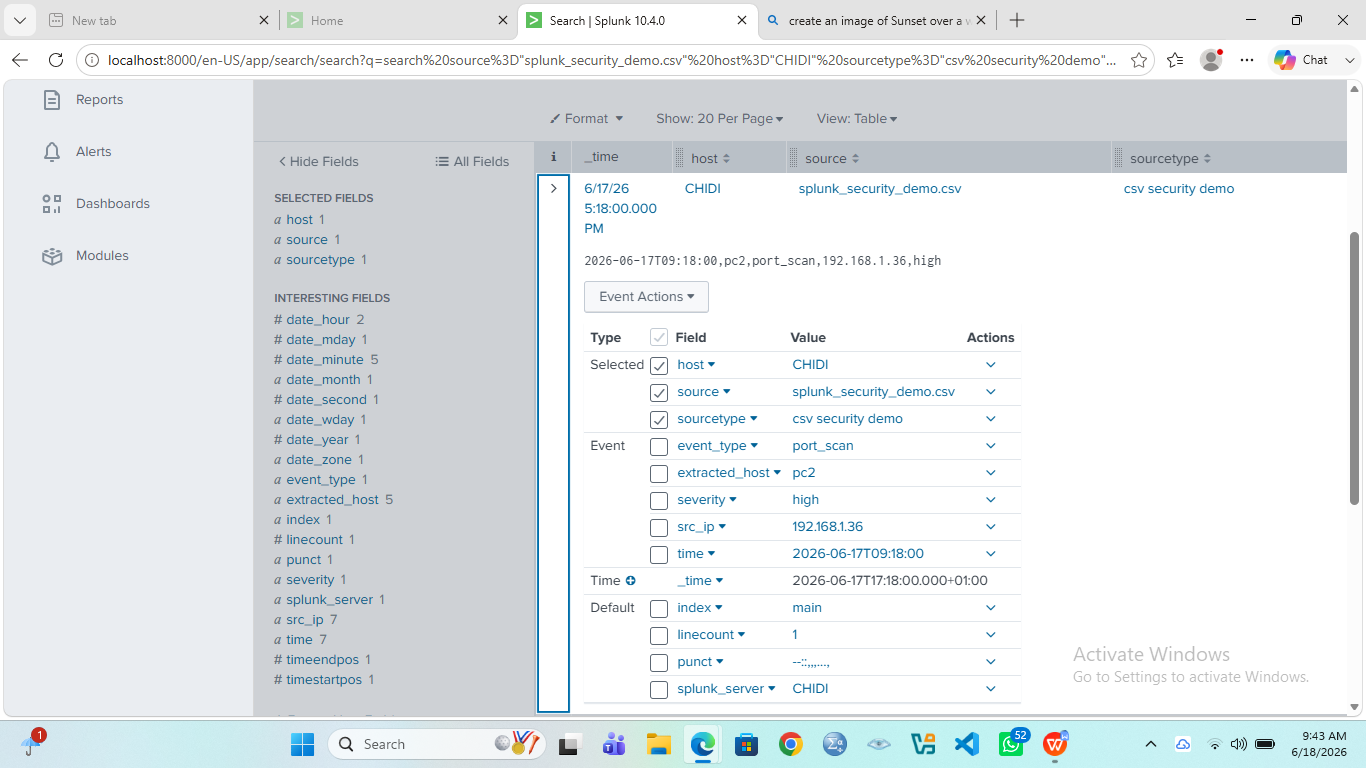 New tab
Home
Search | Splunk 10.4.0
create an image of Sunset over a w
localhost:8000/en-US/app/search/search?q=search%20source%3D"splunk_security_demo.csv"%20host%3D"CHIDI"%20sourcetype%3D"csv%20security%20demo"...
Chat
Reports
Alerts
Dashboards
Modules
Format
Show: 20 Per Page
View: Table
Hide Fields
All Fields
i
_time
host
source
sourcetype
SELECTED FIELDS
a host 1
a source 1
a sourcetype 1
INTERESTING FIELDS
# date_hour 2
# date_mday 1
# date_minute 5
a date_month 1
# date_second 1
a date_wday 1
# date_year 1
a date_zone 1
a event_type 1
a extracted_host 5
a index 1
# linecount 1
a punct 1
a severity 1
a splunk_server 1
a src_ip 7
a time 7
# timeendpos 1
# timestartpos 1
6/17/26
5:18:00.000
PM
CHIDI
splunk_security_demo.csv
csv security demo
2026-06-17T09:18:00,pc2,port_scan,192.168.1.36,high
Event Actions
Type Field Value Actions
Selected host CHIDI
source splunk_security_demo.csv
sourcetype csv security demo
Event event_type port_scan
extracted_host pc2
severity high
src_ip 192.168.1.36
time 2026-06-17T09:18:00
Time _time 2026-06-17T17:18:00.000+01:00
Default index main
linecount 1
punct --::,,,...,
splunk_server CHIDI
Activate Windows
Go to Settings to activate Windows.
1
Search
52
9:43 AM
6/18/2026